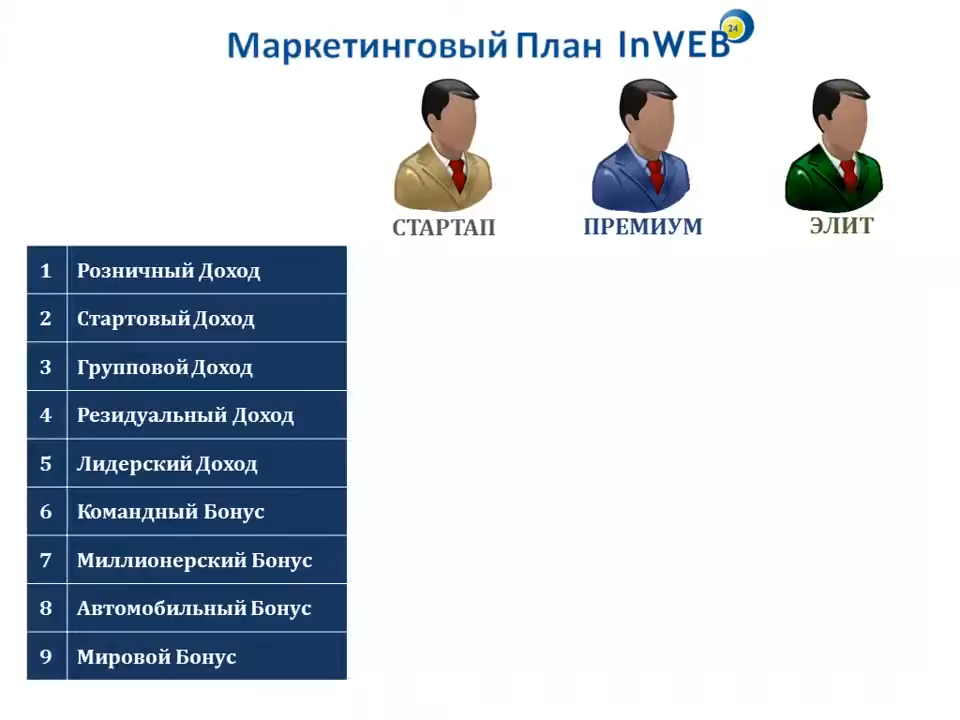 Маркетинговый План InWEB 24
СТАРТАП ПРЕМИУМ ЭЛИТ
1 Розничный Доход
2 Стартовый Доход
3 Групповой Доход
4 Резидуальный Доход
5 Лидерский Доход
6 Командный Бонус
7 Миллионерский Бонус
8 Автомобильный Бонус
9 Мировой Бонус